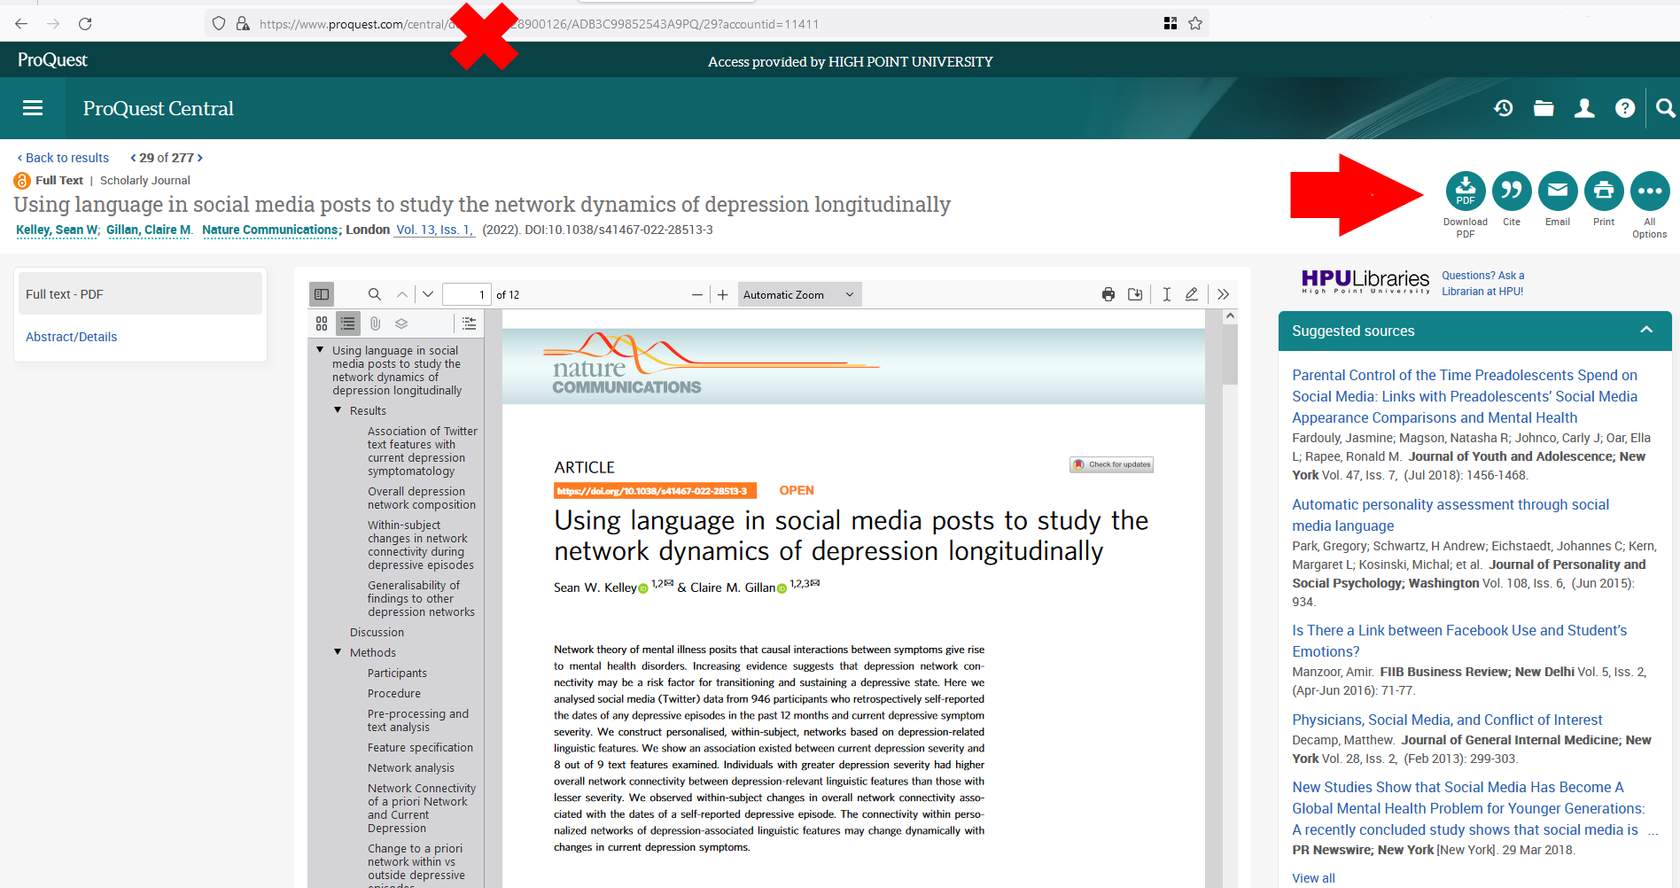 https://www.proquest.com/central/d 28900126/ADB3C99852543A9PQ/29?accountid=11411
ProQuest
Access provided by HIGH POINT UNIVERSITY
ProQuest Central
‹ Back to results ‹ 29 of 277 ›
Full Text | Scholarly Journal
Using language in social media posts to study the network dynamics of depression longitudinally
Kelley, Sean W; Gillan, Claire M. Nature Communications; London Vol. 13, Iss. 1, (2022). DOI:10.1038/s41467-022-28513-3
PDF
Download PDF
Cite
Email
Print
All Options
Full text - PDF
Abstract/Details
1 of 12
Automatic Zoom
Using language in social
media posts to study the
network dynamics of
depression longitudinally
Results
Association of Twitter
text features with
current depression
symptomatology
Overall depression
network composition
Within-subject
changes in network
connectivity during
depressive episodes
Generalisability of
findings to other
depression networks
Discussion
Methods
Participants
Procedure
Pre-processing and
text analysis
Feature specification
Network analysis
Network Connectivity
of a priori Network
and Current
Depression
Change to a priori
network within vs
outside depressive
episodes
nature
COMMUNICATIONS
ARTICLE
Check for updates
https://doi.org/10.1038/s41467-022-28513-3 OPEN
Using language in social media posts to study the
network dynamics of depression longitudinally
Sean W. Kelley 1,2✉ & Claire M. Gillan 1,2,3✉
Network theory of mental illness posits that causal interactions between symptoms give rise
to mental health disorders. Increasing evidence suggests that depression network con-
nectivity may be a risk factor for transitioning and sustaining a depressive state. Here we
analysed social media (Twitter) data from 946 participants who retrospectively self-reported
the dates of any depressive episodes in the past 12 months and current depressive symptom
severity. We construct personalised, within-subject, networks based on depression-related
linguistic features. We show an association existed between current depression severity and
8 out of 9 text features examined. Individuals with greater depression severity had higher
overall network connectivity between depression-relevant linguistic features than those with
lesser severity. We observed within-subject changes in overall network connectivity asso-
ciated with the dates of a self-reported depressive episode. The connectivity within perso-
nalized networks of depression-associated linguistic features may change dynamically with
changes in current depression symptoms.
HPULibraries
High Point University
Questions? Ask a
Librarian at HPU!
Suggested sources
Parental Control of the Time Preadolescents Spend on
Social Media: Links with Preadolescents' Social Media
Appearance Comparisons and Mental Health
Fardouly, Jasmine; Magson, Natasha R; Johnco, Carly J; Oar, Ella
L; Rapee, Ronald M. Journal of Youth and Adolescence; New
York Vol. 47, Iss. 7, (Jul 2018): 1456-1468.
Automatic personality assessment through social
media language
Park, Gregory; Schwartz, H Andrew; Eichstaedt, Johannes C; Kern,
Margaret L; Kosinski, Michal; et al. Journal of Personality and
Social Psychology; Washington Vol. 108, Iss. 6, (Jun 2015):
934.
Is There a Link between Facebook Use and Student's
Emotions?
Manzoor, Amir. FIIB Business Review; New Delhi Vol. 5, Iss. 2,
(Apr-Jun 2016): 71-77.
Physicians, Social Media, and Conflict of Interest
Decamp, Matthew. Journal of General Internal Medicine; New
York Vol. 28, Iss. 2, (Feb 2013): 299-303.
New Studies Show that Social Media Has Become A
Global Mental Health Problem for Younger Generations:
A recently concluded study shows that social media is ...
PR Newswire; New York [New York]. 29 Mar 2018.
View all